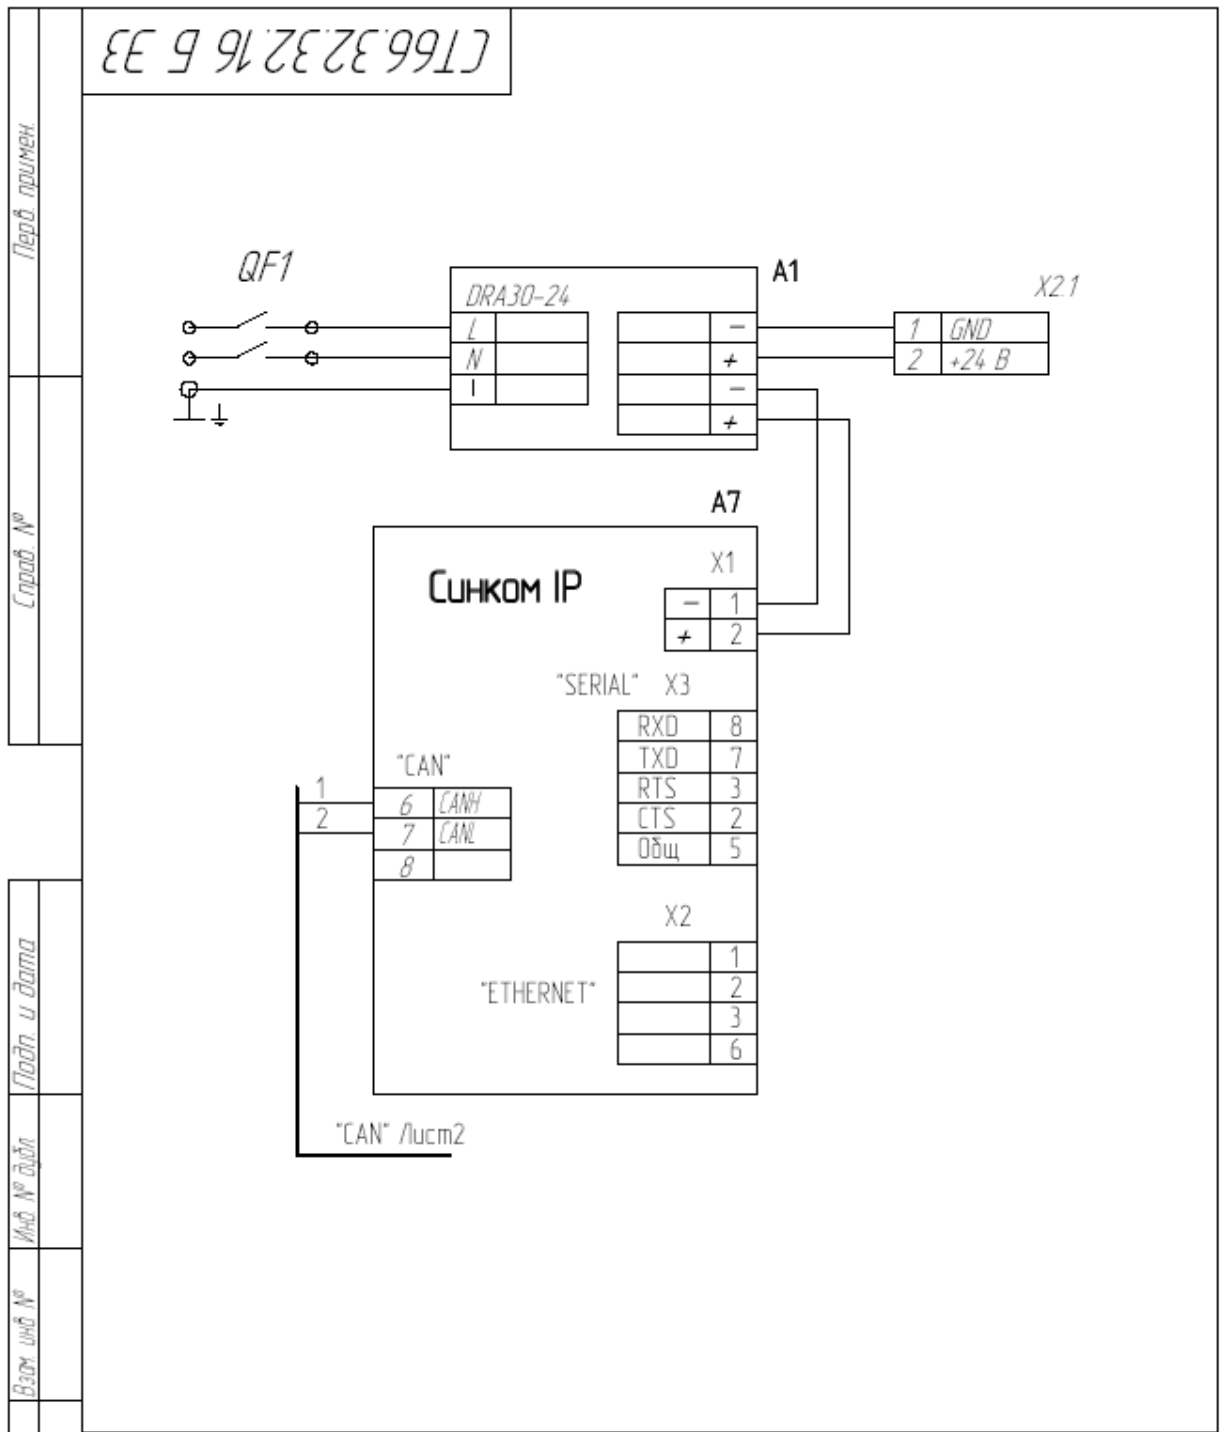 СТ66.32.32.16 Б Э3
Перв. примен.
Справ. №
Подп. и дата
Инв. № дубл.
Взам. инв. №
QF1
A1
DRA30-24
L
N
–
+
–
+
X2.1
1 GND
2 +24 В
A7
Синком IP
X1
– 1
+ 2
"SERIAL" X3
RXD 8
TXD 7
RTS 3
CTS 2
Общ 5
"CAN"
1
2
6 CANH
7 CANL
8
X2
"ETHERNET"
1
2
3
6
"CAN" /Лист2